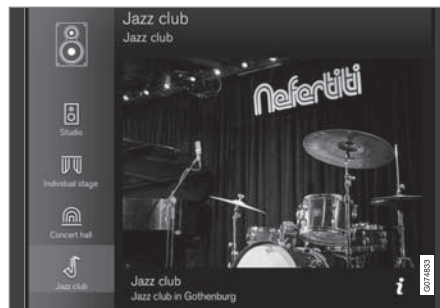 Jazz club
Jazz club
Studio
Individual stage
Concert hall
Jazz club
Nefertiti
Jazz club
Jazz club in Gothenburg
i
G074833